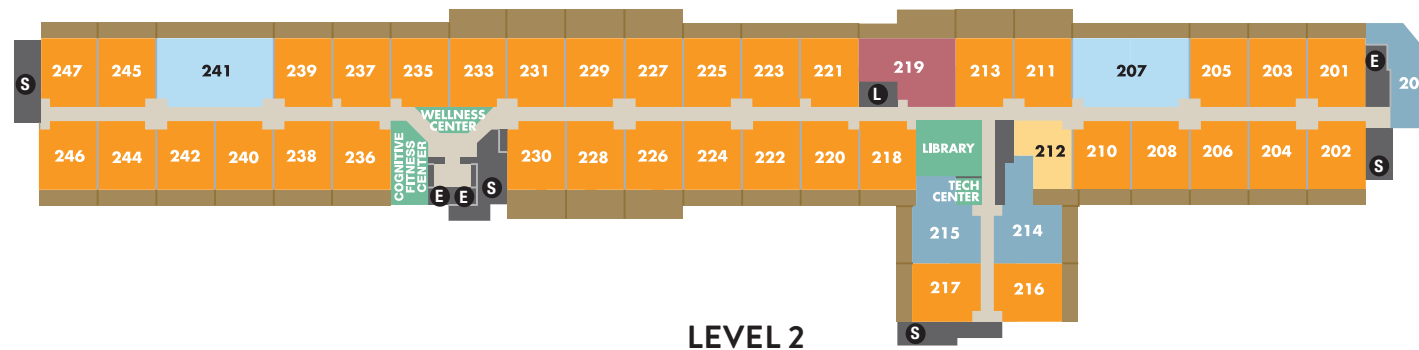 247 245 241 239 237 235 233 231 229 227 225 223 221 219 213 211 207 205 203 201 E
S
L
20
WELLNESS
CENTER
246 244 242 240 238 236
COGNITIVE
FITNESS
CENTER
230 228 226 224 222 220 218
LIBRARY
212 210 208 206 204 202
S
E E S
TECH
CENTER
215 214
217 216
S
LEVEL 2